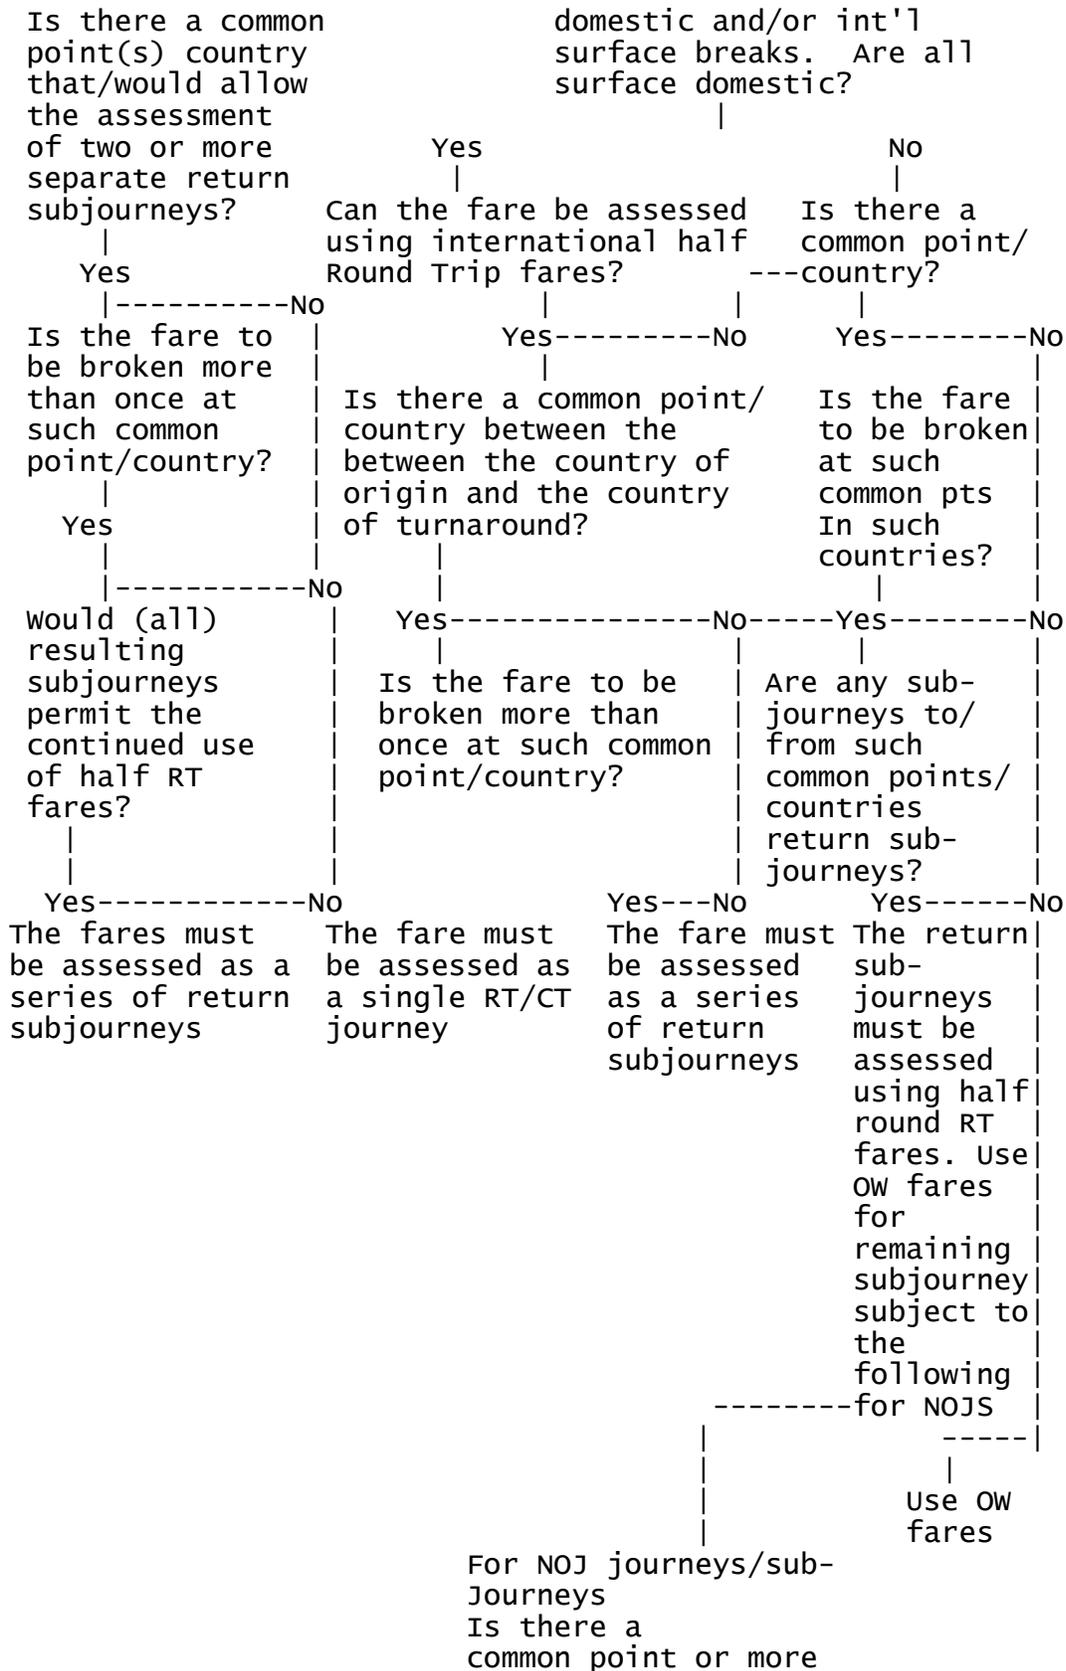 Is there a common             domestic and/or int'l
point(s) country              surface breaks.  Are all
that/would allow              surface domestic?
the assessment                         |
of two or more         Yes                       No
separate return         |                        |
subjourneys?     Can the fare be assessed   Is there a
    |            using international half   common point/
   Yes           Round Trip fares?       ---country?
    |----------No            |          |      |
Is the fare to  |          Yes---------No     Yes--------No
be broken more  |            |                           |
than once at    | Is there a common point/   Is the fare |
such common     | country between the        to be broken|
point/country?  | between the country of     at such     |
    |           | origin and the country     common pts  |
  Yes           | of turnaround?             In such     |
    |           |      |                     countries?  |
    |-----------No     |                        |        |
Would (all)      |   Yes---------------No-----Yes--------No
resulting        |     |                |      |         |
subjourneys      |  Is the fare to be   | Are any sub-   |
permit the       |  broken more than    | journeys to/   |
continued use    |  once at such common | from such      |
of half RT       |  point/country?      | common points/ |
fares?           |                      | countries      |
  |              |                      | return sub-    |
  |              |                      | journeys?      |
 Yes------------No               Yes---No       Yes------No
The fares must    The fare must   The fare must The return|
be assessed as a  be assessed as  be assessed   sub-      |
series of return  a single RT/CT  as a series   journeys  |
subjourneys       journey         of return     must be   |
                                  subjourneys   assessed  |
                                                using half|
                                                round RT  |
                                                fares. Use|
                                                OW fares  |
                                                for       |
                                                remaining |
                                                subjourney|
                                                subject to|
                                                the       |
                                                following |
                                        --------for NOJS  |
                                       |             -----|
                                       |             |
                                       |           Use OW
                                       |           fares
                          For NOJ journeys/sub-
                          Journeys
                          Is there a
                          common point or more